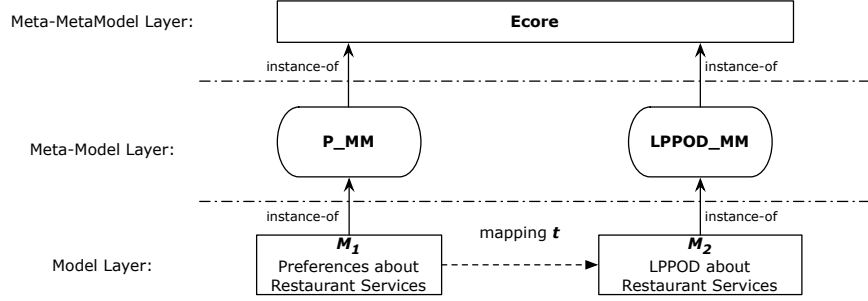 Meta-MetaModel Layer:
Ecore
instance-of
instance-of
Meta-Model Layer:
P_MM
LPPOD_MM
instance-of
instance-of
mapping t
Model Layer:
M1
Preferences about
Restaurant Services
M2
LPPOD about
Restaurant Services